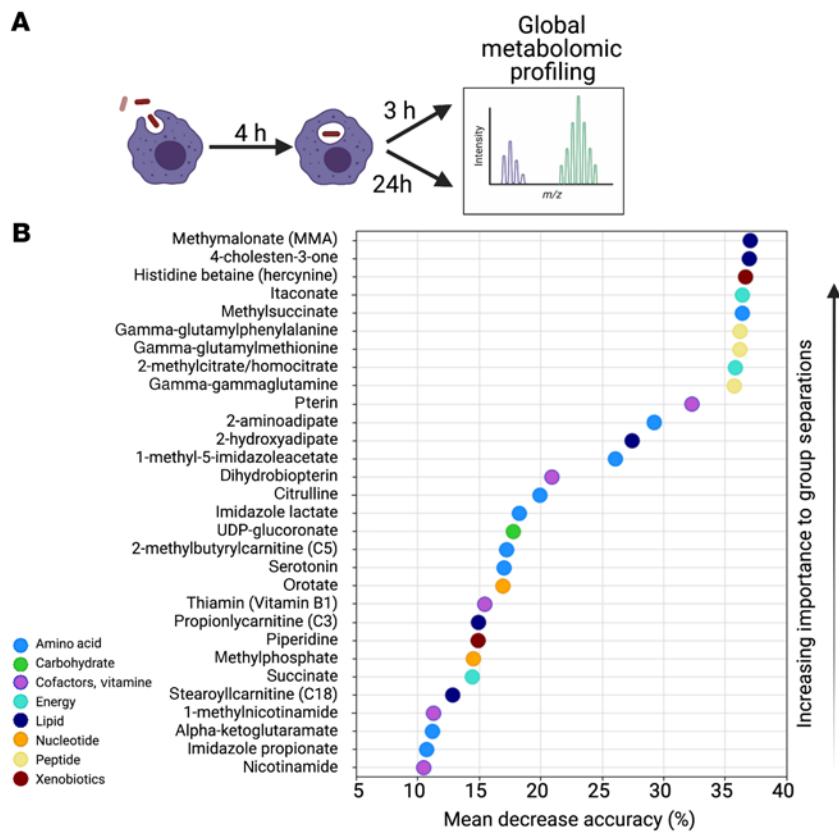 A
Global
metabolomic
profiling
4 h
3 h
24h
Intensity
m/z
B
Methymalonate (MMA)
4-cholesten-3-one
Histidine betaine (hercynine)
Itaconate
Methylsuccinate
Gamma-glutamylphenylalanine
Gamma-glutamylmethionine
2-methylcitrate/homocitrate
Gamma-gammaglutamine
Pterin
2-aminoadipate
2-hydroxyadipate
1-methyl-5-imidazoleacetate
Dihydrobiopterin
Citrulline
Imidazole lactate
UDP-glucoronate
2-methylbutyrylcarnitine (C5)
Serotonin
Orotate
Thiamin (Vitamin B1)
Propionlycarnitine (C3)
Piperidine
Methylphosphate
Succinate
Stearoyllcarnitine (C18)
1-methylnicotinamide
Alpha-ketoglutaramate
Imidazole propionate
Nicotinamide
Amino acid
Carbohydrate
Cofactors, vitamine
Energy
Lipid
Nucleotide
Peptide
Xenobiotics
5 10 15 20 25 30 35 40
Mean decrease accuracy (%)
Increasing importance to group separations